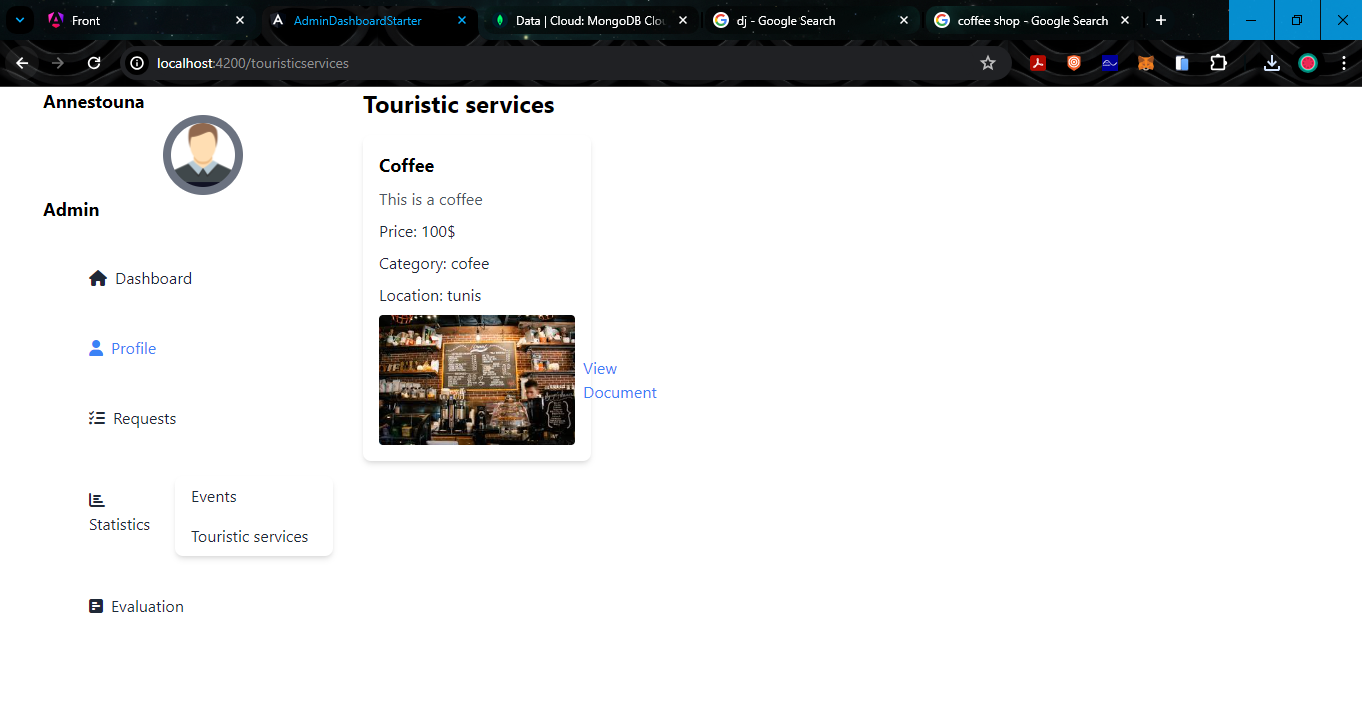 Front
AdminDashboardStarter
Data | Cloud: MongoDB Clou
dj - Google Search
coffee shop - Google Search
localhost:4200/touristicservices
Annestouna
Admin
Dashboard
Profile
Requests
Statistics
Events
Touristic services
Evaluation
Touristic services
Coffee
This is a coffee
Price: 100$
Category: cofee
Location: tunis
View
Document